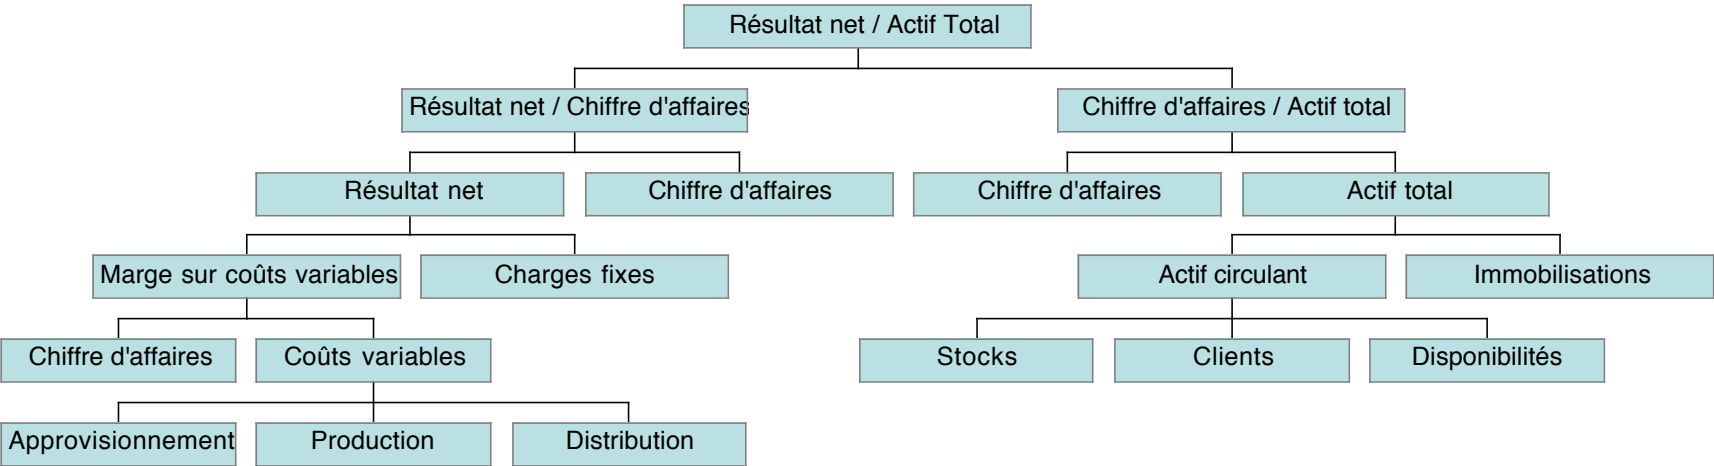 Résultat net / Actif Total
Résultat net / Chiffre d'affaires
Chiffre d'affaires / Actif total
Résultat net
Chiffre d'affaires
Chiffre d'affaires
Actif total
Marge sur coûts variables
Charges fixes
Actif circulant
Immobilisations
Chiffre d'affaires
Coûts variables
Stocks
Clients
Disponibilités
Approvisionnement
Production
Distribution